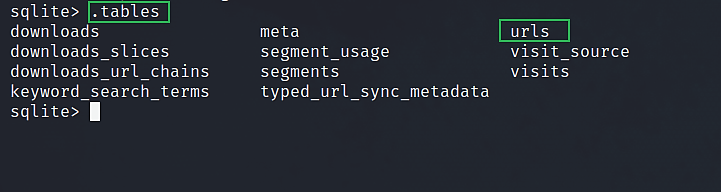 sqlite> .tables
downloads meta urls
downloads_slices segment_usage visit_source
downloads_url_chains segments visits
keyword_search_terms typed_url_sync_metadata
sqlite>